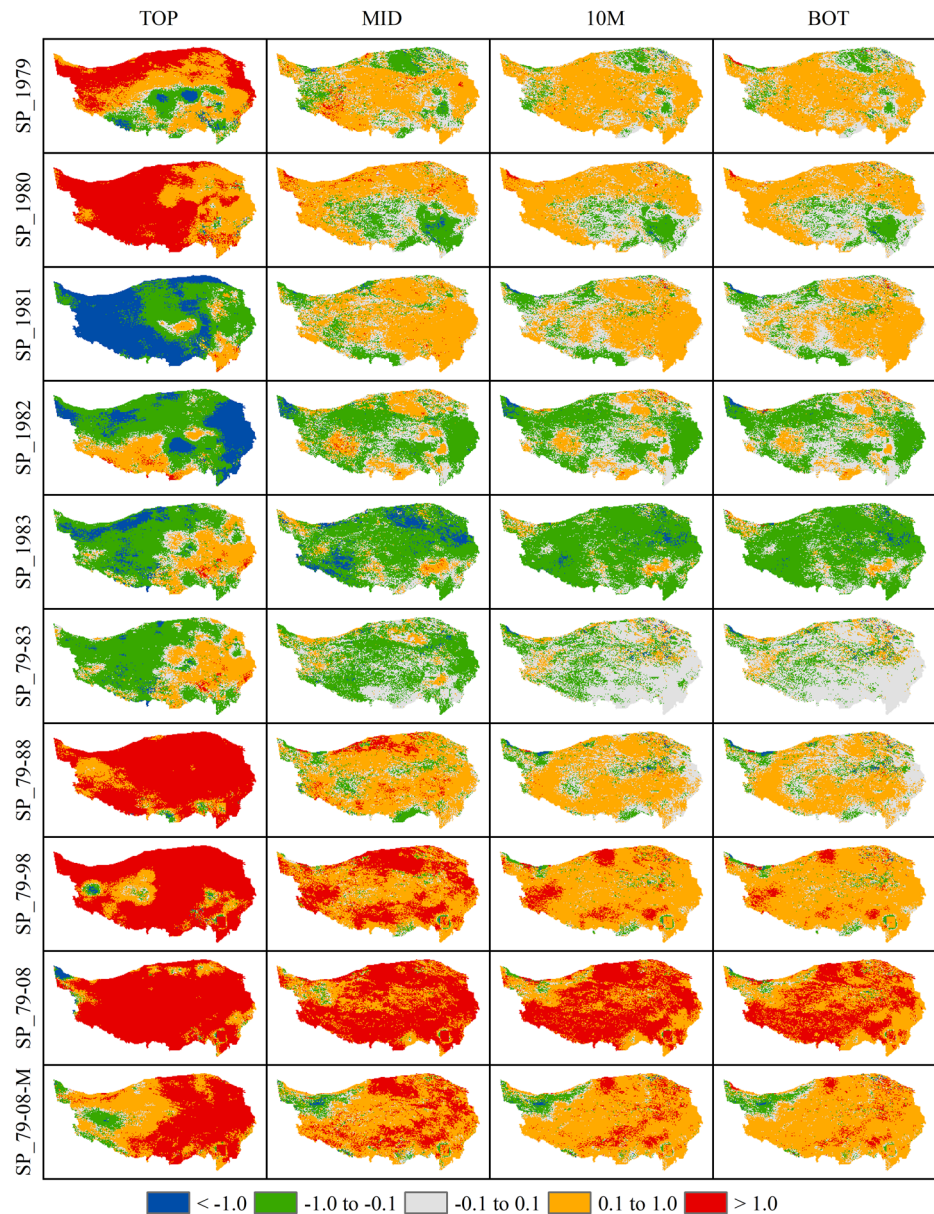 TOP MID 10M BOT
SP_1979
SP_1980
SP_1981
SP_1982
SP_1983
SP_79-83
SP_79-88
SP_79-98
SP_79-08
SP_79-08-M
< -1.0 -1.0 to -0.1 -0.1 to 0.1 0.1 to 1.0 > 1.0